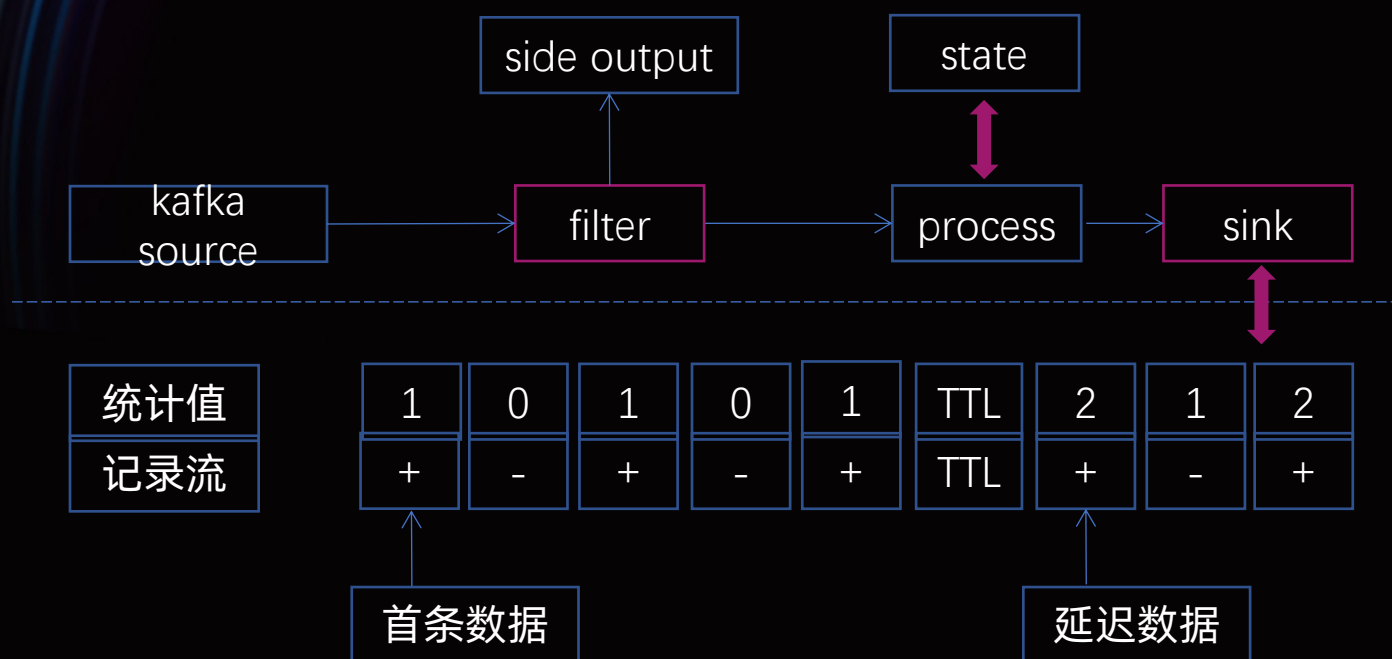 side output
state
kafka
source
filter
process
sink
统计值
1
0
1
0
1
TTL
2
1
2
记录流
+
-
+
-
+
TTL
+
-
+
首条数据
延迟数据